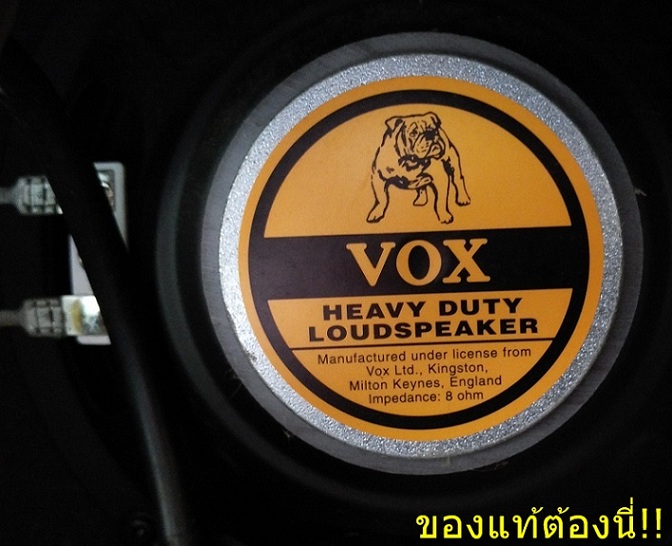 VOX
HEAVY DUTY
LOUDSPEAKER
Manufactured under license from
Vox Ltd., Kingston,
Milton Keynes, England
Impedance: 8 ohm
ของแท้ต้องนี่!!